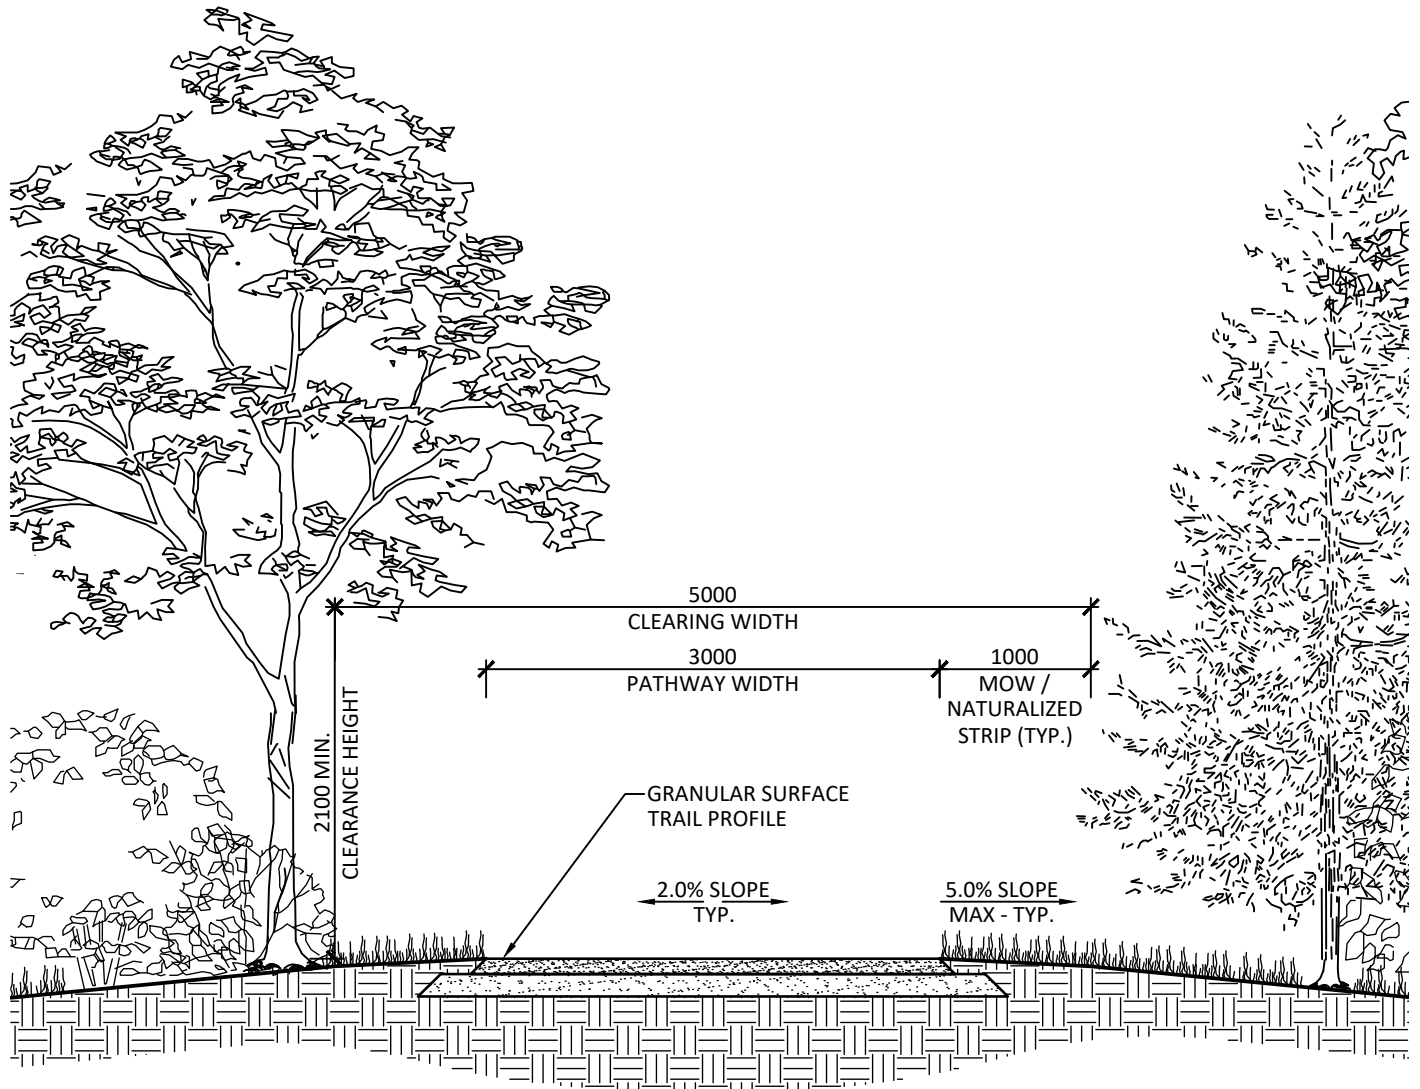 5000
CLEARING WIDTH
3000
PATHWAY WIDTH
1000
MOW /
NATURALIZED
STRIP (TYP.)
2100 MIN.
CLEARANCE HEIGHT
GRANULAR SURFACE
TRAIL PROFILE
2.0% SLOPE
TYP.
5.0% SLOPE
MAX - TYP.